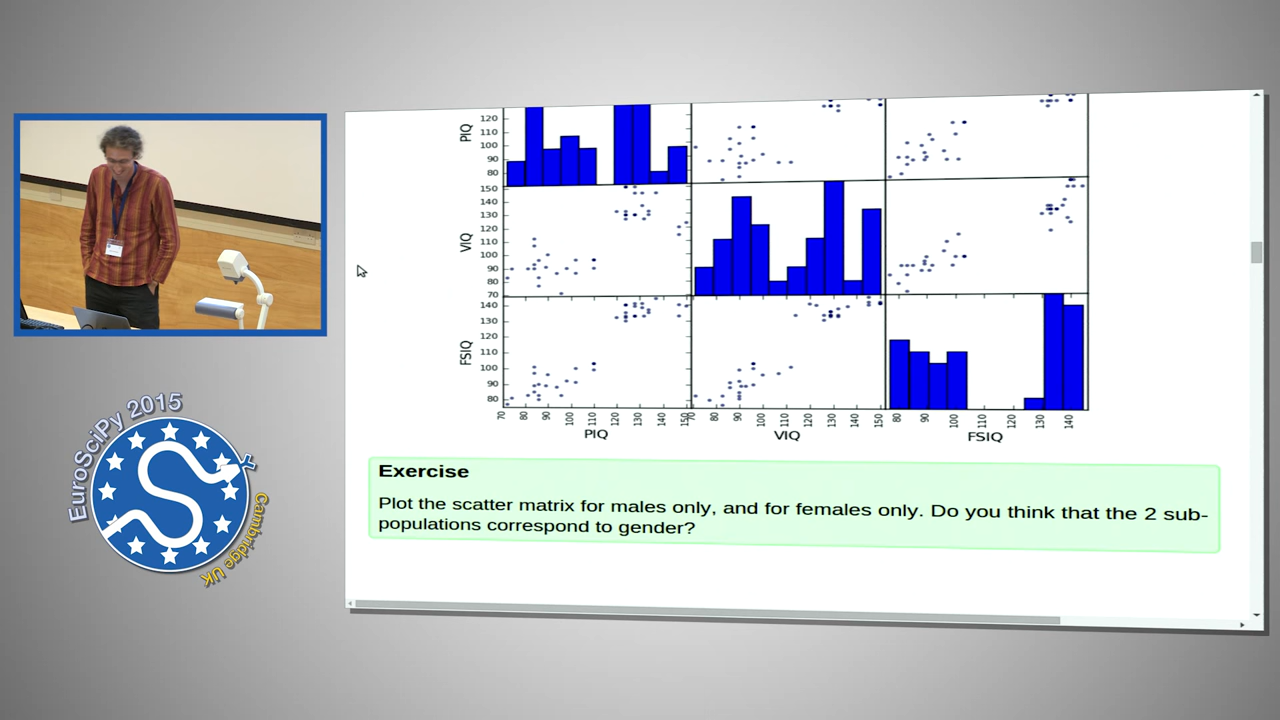 PIQ
120
110
100
90
80
VIQ
150
140
130
120
110
100
90
80
70
FSIQ
140
130
120
110
100
90
80
70 80 90 100 110 120 130 140
80 90 100 110 120 130 140 150
80 90 100 110 120 130 140
PIQ VIQ FSIQ
Exercise
Plot the scatter matrix for males only, and for females only. Do you think that the 2 sub-
populations correspond to gender?
EuroSciPy 2015
Cambridge UK